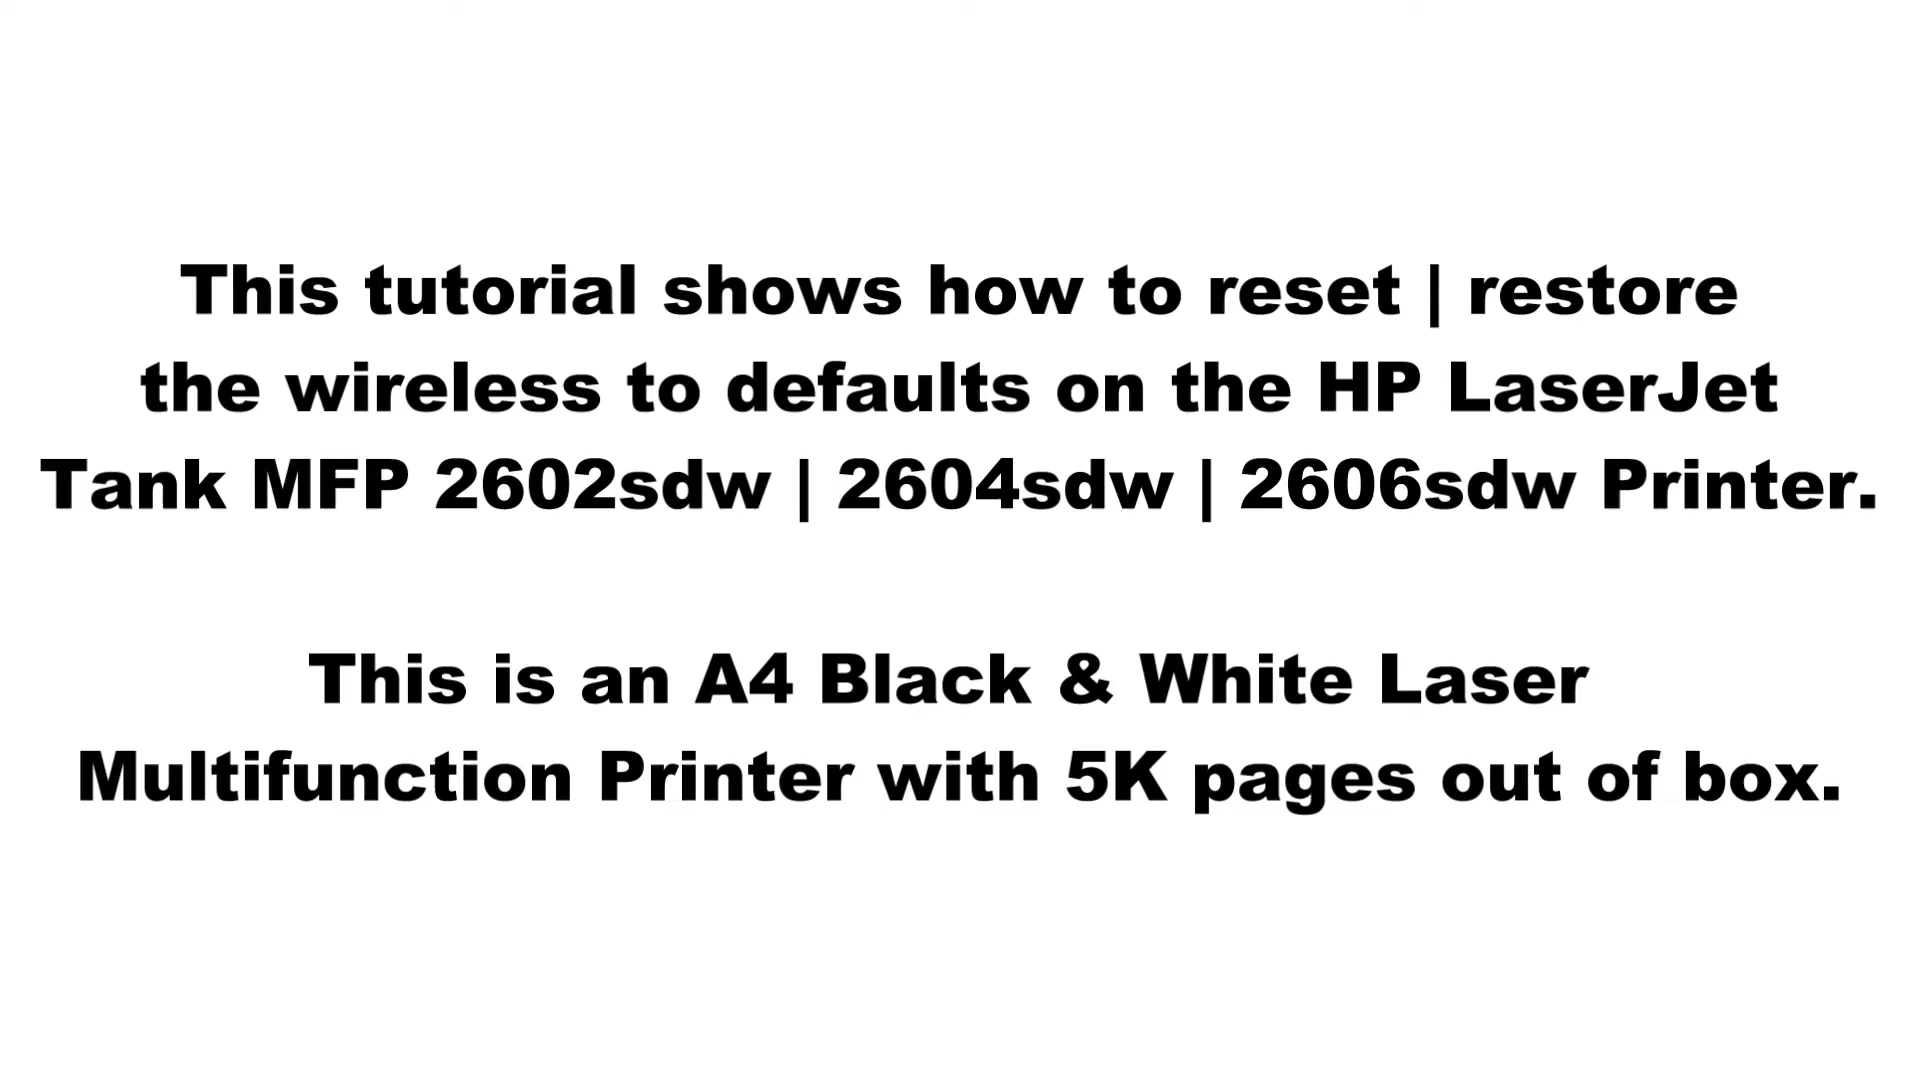 This tutorial shows how to reset | restore
the wireless to defaults on the HP LaserJet
Tank MFP 2602sdw | 2604sdw | 2606sdw Printer.
This is an A4 Black & White Laser
Multifunction Printer with 5K pages out of box.